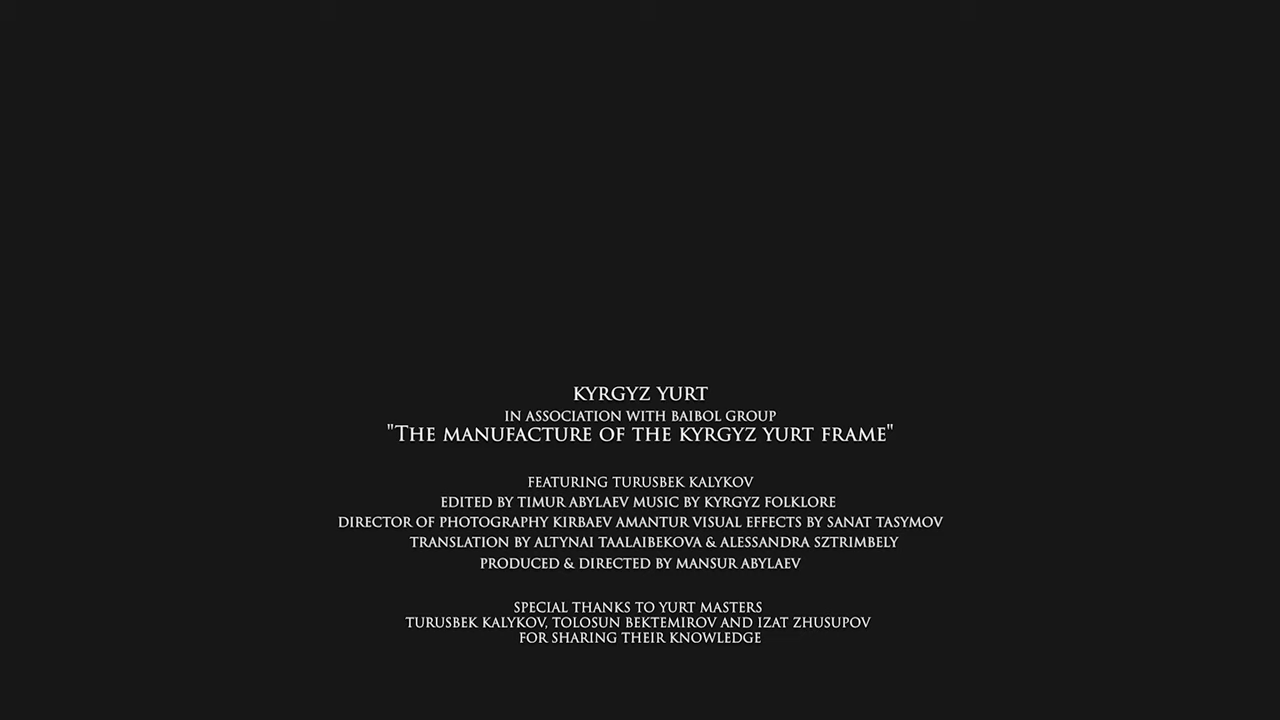 KYRGYZ YURT
IN ASSOCIATION WITH BAIBOL GROUP
"THE MANUFACTURE OF THE KYRGYZ YURT FRAME"
FEATURING TURUSBEK KALYKOV
EDITED BY TIMUR ABYLAEV MUSIC BY KYRGYZ FOLKLORE
DIRECTOR OF PHOTOGRAPHY KIRBAEV AMANTUR VISUAL EFFECTS BY SANAT TASYMOV
TRANSLATION BY ALTYNAI TAALAIBEKOVA & ALESSANDRA SZTRIMBELY
PRODUCED & DIRECTED BY MANSUR ABYLAEV
SPECIAL THANKS TO YURT MASTERS
TURUSBEK KALYKOV, TOLOSUN BEKTEMIROV AND IZAT ZHUSUPOV
FOR SHARING THEIR KNOWLEDGE